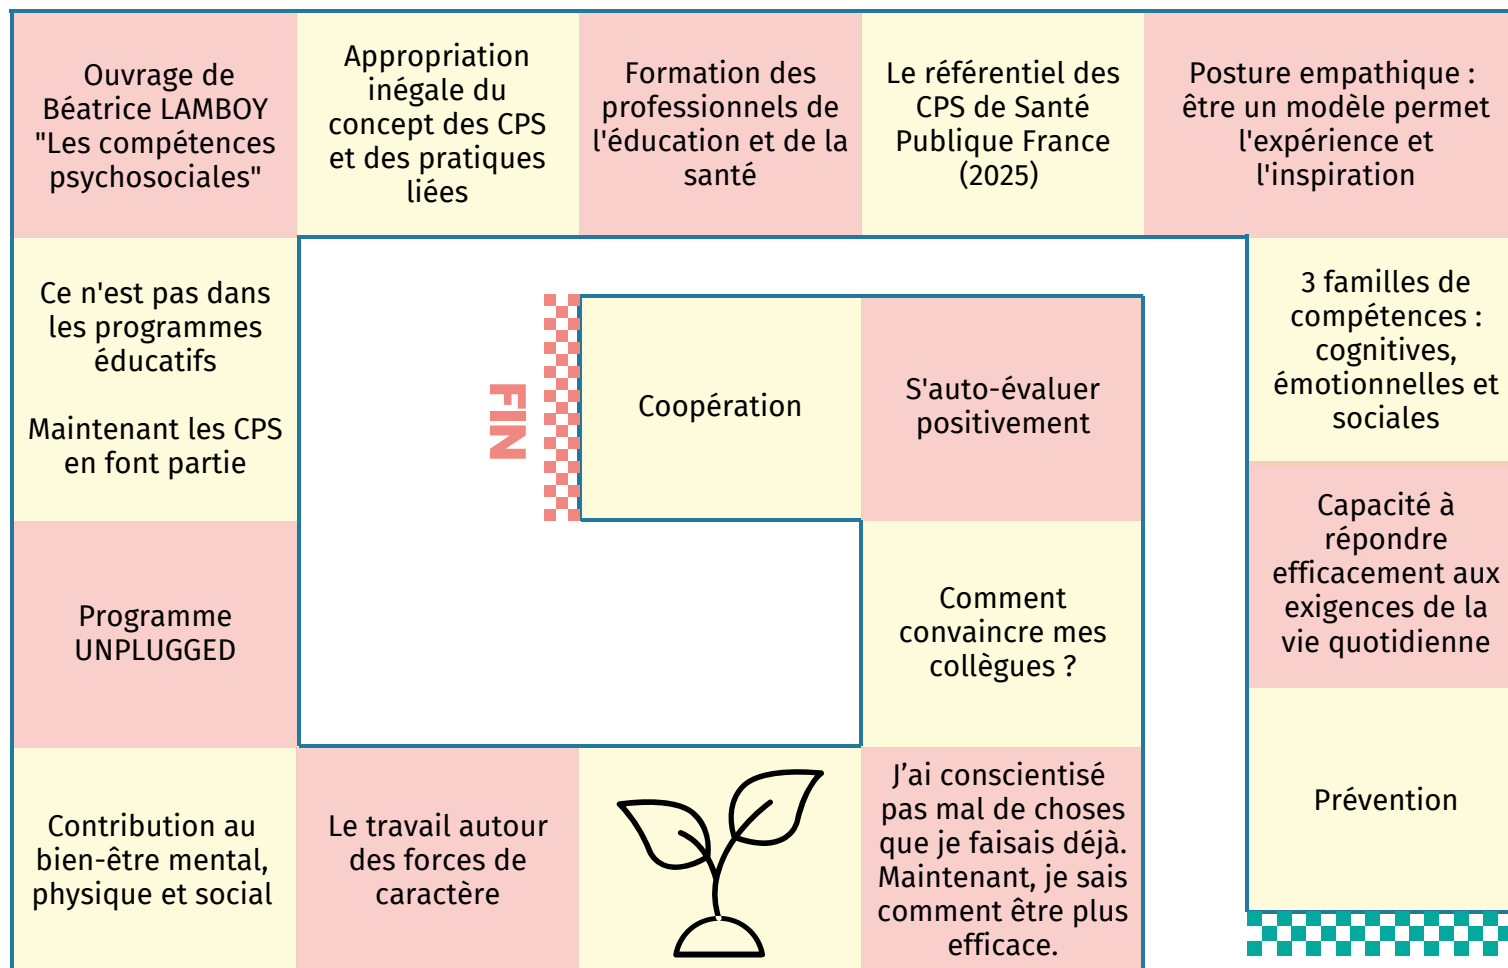 Ouvrage de
Béatrice LAMBOY
"Les compétences
psychosociales"
Appropriation
inégale du
concept des CPS
et des pratiques
liées
Formation des
professionnels de
l'éducation et de la
santé
Le référentiel des
CPS de Santé
Publique France
(2025)
Posture empathique :
être un modèle permet
l'expérience et
l'inspiration
Ce n'est pas dans
les programmes
éducatifs
Maintenant les CPS
en font partie
FIN
Coopération
S'auto-évaluer
positivement
3 familles de
compétences :
cognitives,
émotionnelles et
sociales
Programme
UNPLUGGED
Comment
convaincre mes
collègues ?
Capacité à
répondre
efficacement aux
exigences de la
vie quotidienne
Contribution au
bien-être mental,
physique et social
Le travail autour
des forces de
caractère
J’ai conscientisé
pas mal de choses
que je faisais déjà.
Maintenant, je sais
comment être plus
efficace.
Prévention